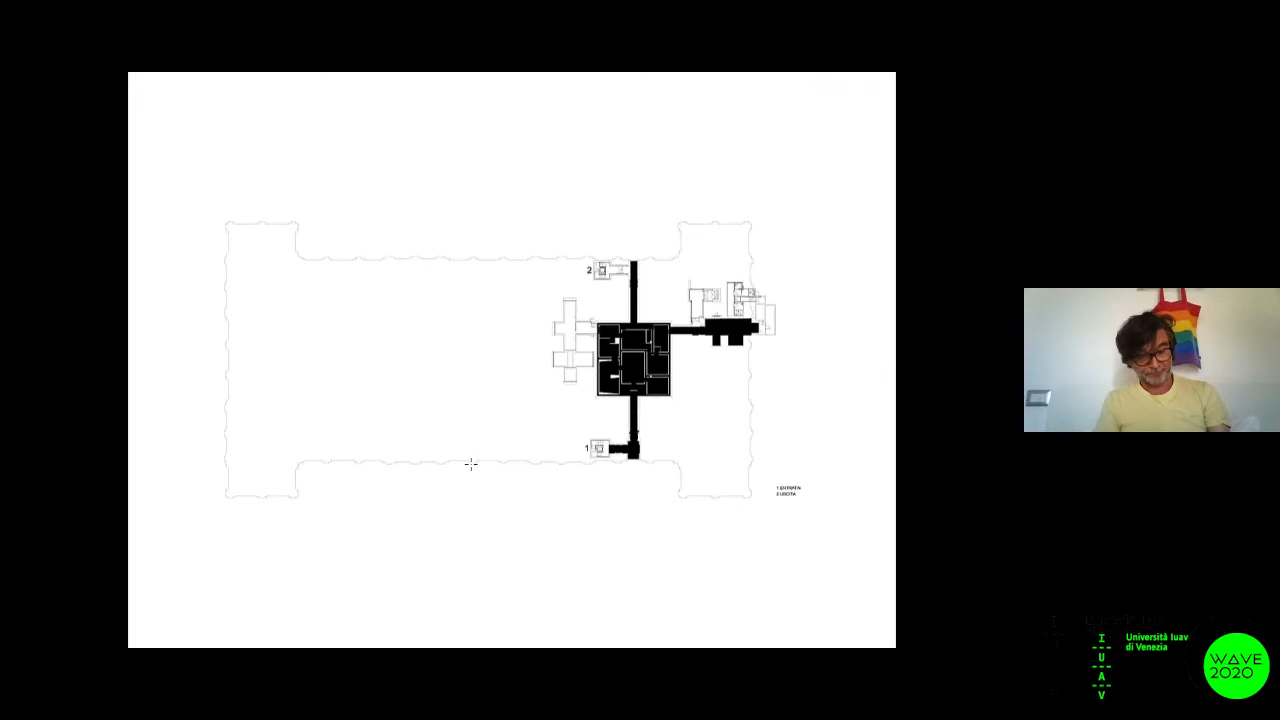 2
1
1 ENTRATA
2 USCITA
I
U
A
V
Università Iuav
di Venezia
WAVE
2020